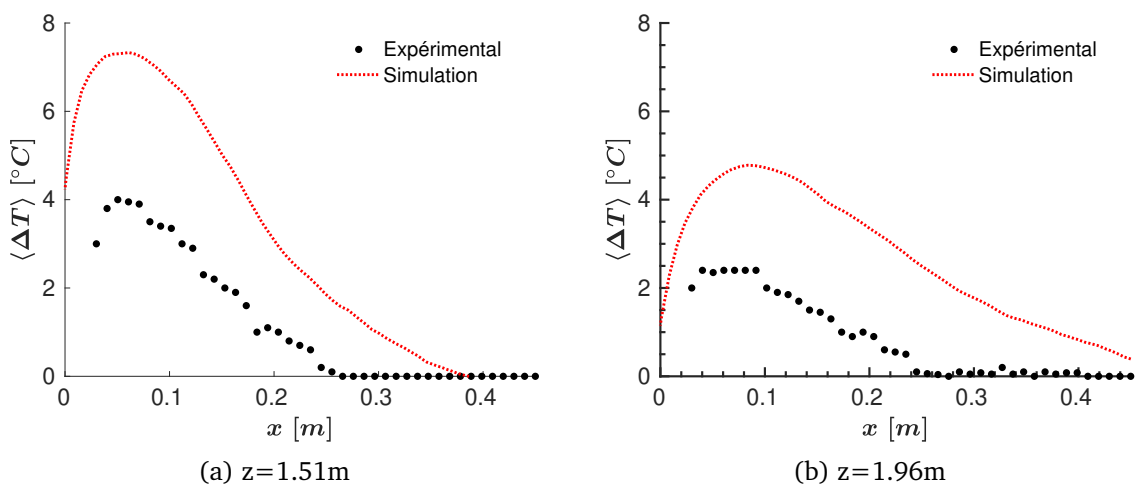 8
6
4
2
0
0
0.1
0.2
0.3
0.4
⟨ΔT⟩ [°C]
x [m]
Expérimental
Simulation
(a) z=1.51m
8
6
4
2
0
0
0.1
0.2
0.3
0.4
⟨ΔT⟩ [°C]
x [m]
Expérimental
Simulation
(b) z=1.96m